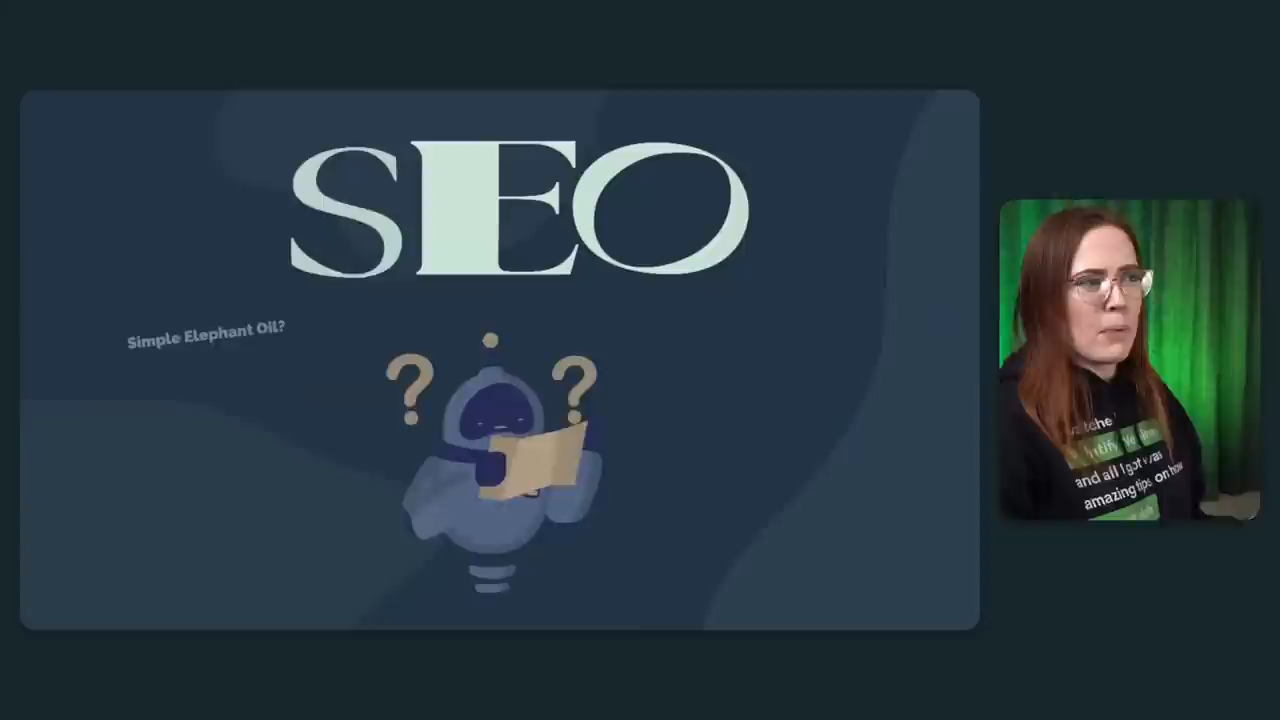 SEO
Simple Elephant Oil?
? ?
and all I got was
amazing tips on how